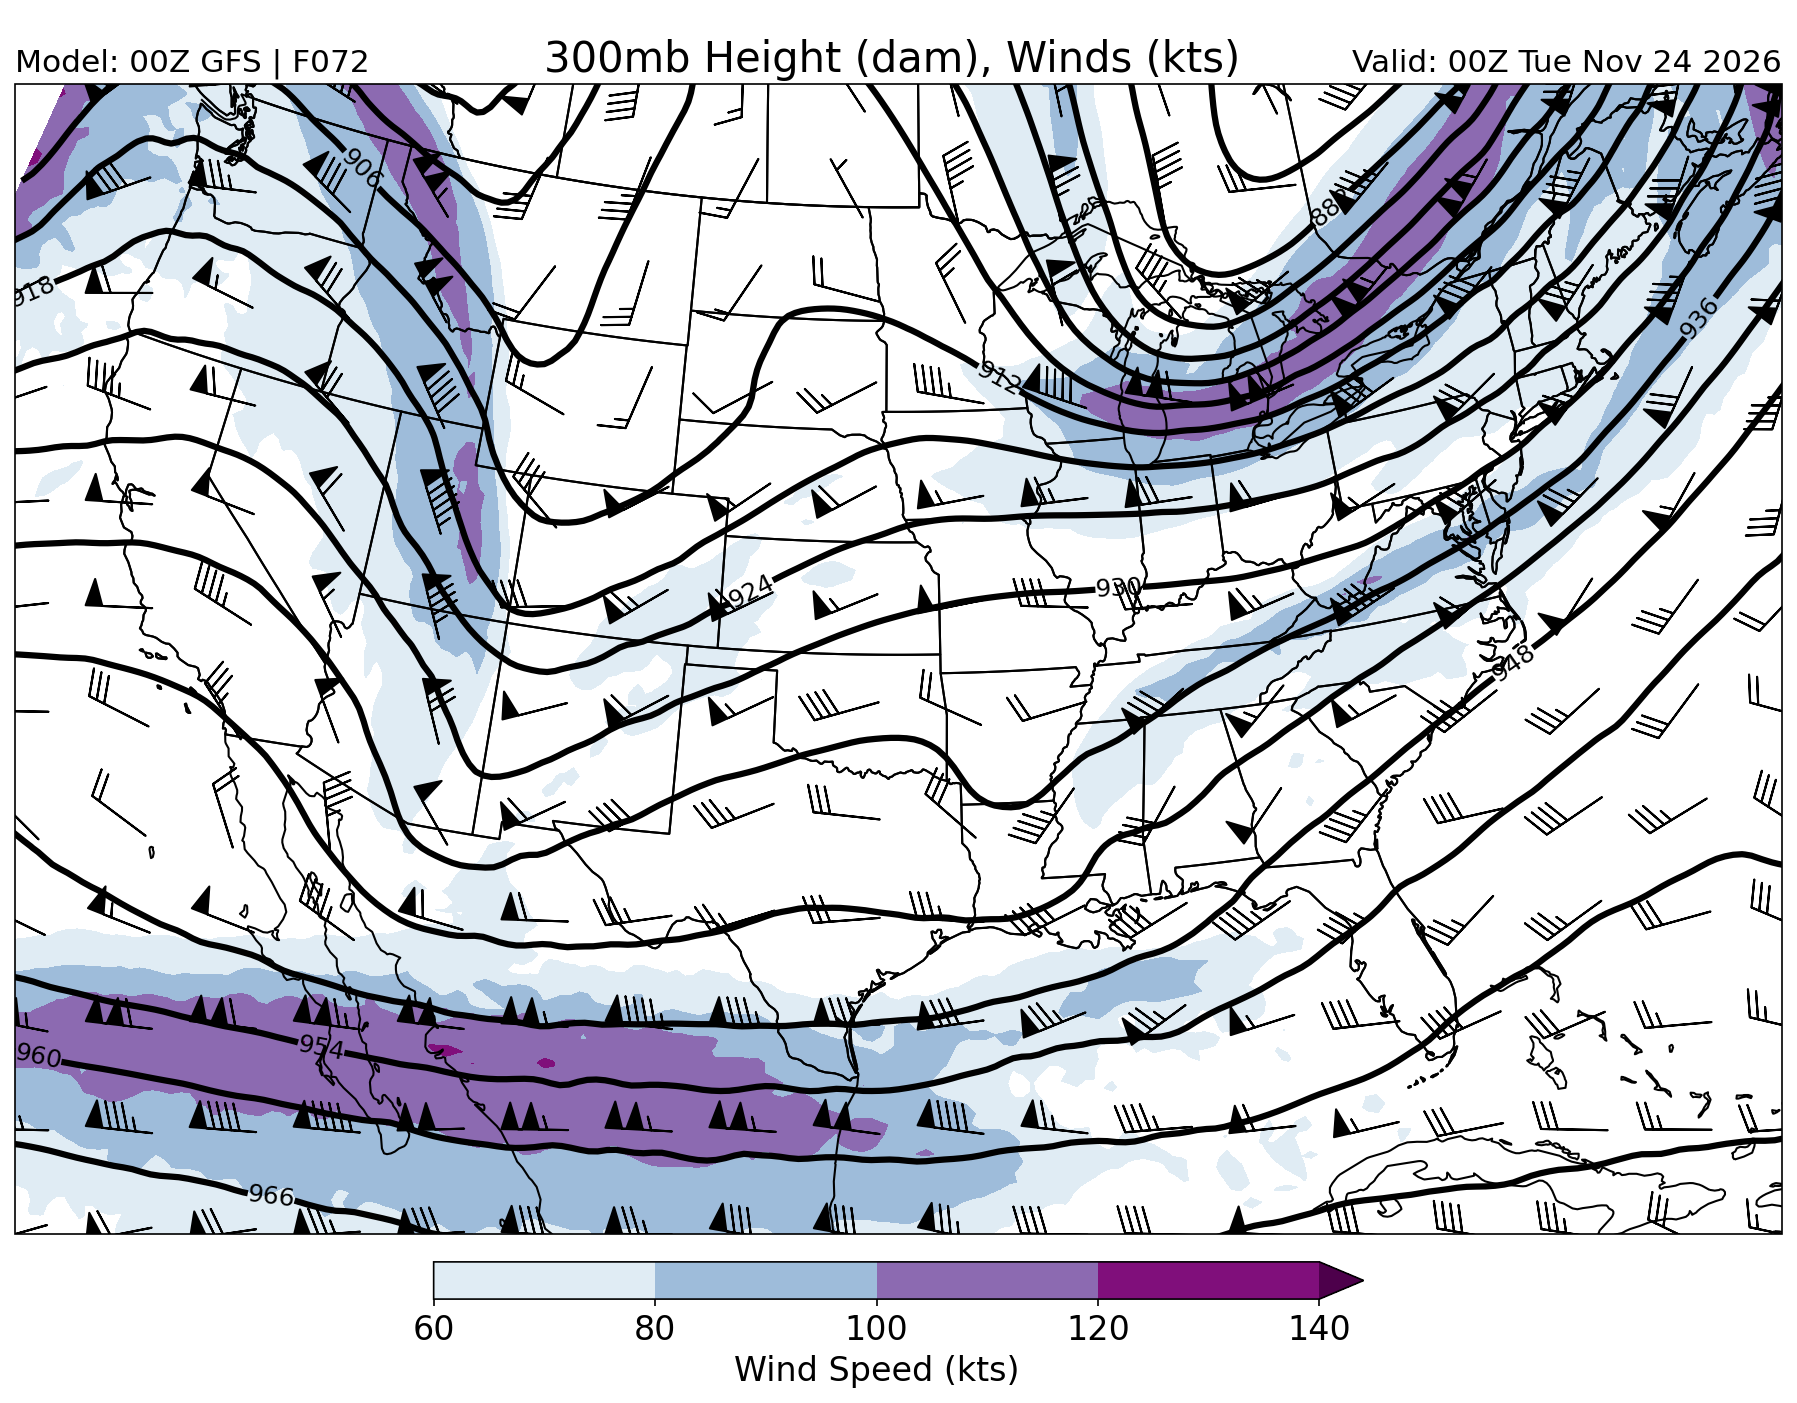 Model: 00Z GFS | F072
300mb Height (dam), Winds (kts)
Valid: 00Z Tue Nov 24 2026
906
88
918
936
912
924
930
948
954
960
966
60 80 100 120 140
Wind Speed (kts)